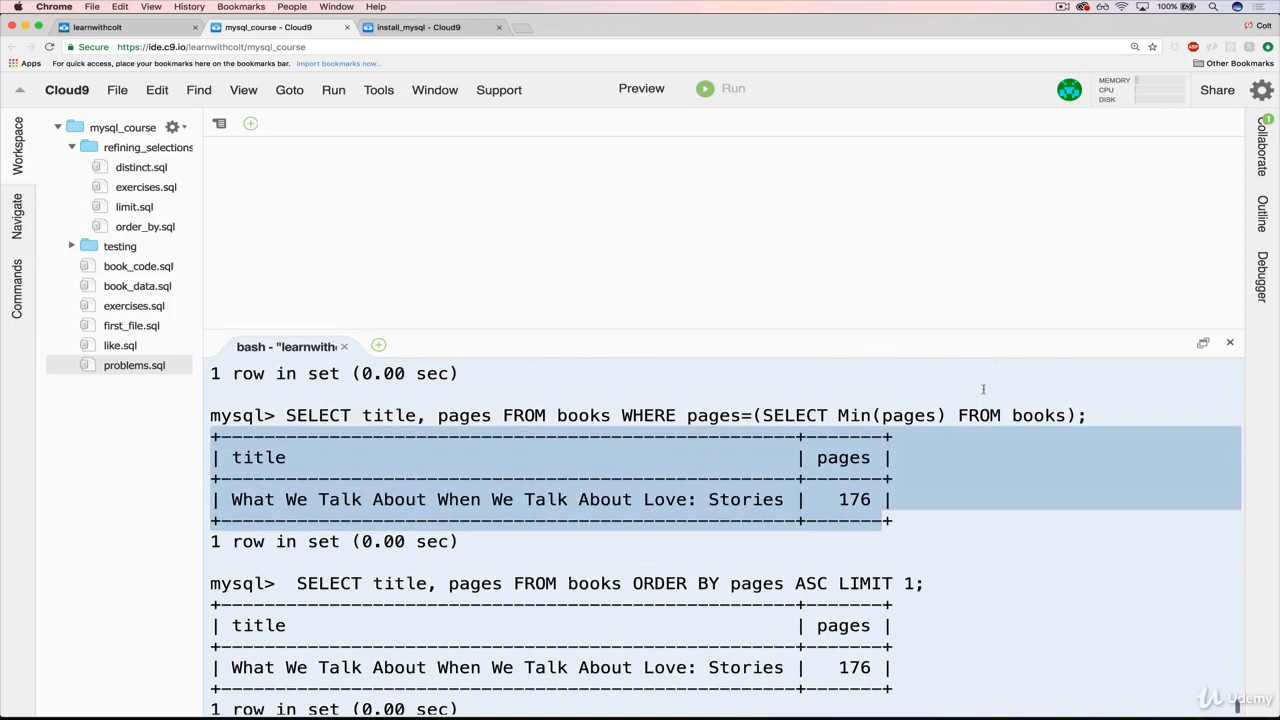 Chrome File Edit View History Bookmarks People Window Help 100%
learnwithcolt mysql_course - Cloud9 install_mysql - Cloud9 Colt
Secure https://ide.c9.io/learnwithcolt/mysql_course
Apps For quick access, place your bookmarks here on the bookmarks bar. Import bookmarks now... Other Bookmarks
Cloud9 File Edit Find View Goto Run Tools Window Support Preview Run MEMORY CPU DISK Share
Workspace
Navigate
Commands
mysql_course
refining_selections
distinct.sql
exercises.sql
limit.sql
order_by.sql
testing
book_code.sql
book_data.sql
exercises.sql
first_file.sql
like.sql
problems.sql
bash - "learnwith
1 row in set (0.00 sec)
mysql> SELECT title, pages FROM books WHERE pages=(SELECT Min(pages) FROM books);
+-----------------------------------------------------+-------+
| title | pages |
+-----------------------------------------------------+-------+
| What We Talk About When We Talk About Love: Stories | 176 |
+-----------------------------------------------------+-------+
1 row in set (0.00 sec)
mysql> SELECT title, pages FROM books ORDER BY pages ASC LIMIT 1;
+-----------------------------------------------------+-------+
| title | pages |
+-----------------------------------------------------+-------+
| What We Talk About When We Talk About Love: Stories | 176 |
+-----------------------------------------------------+-------+
1 row in set (0.00 sec)
Collaborate
1
Outline
Debugger
Udemy